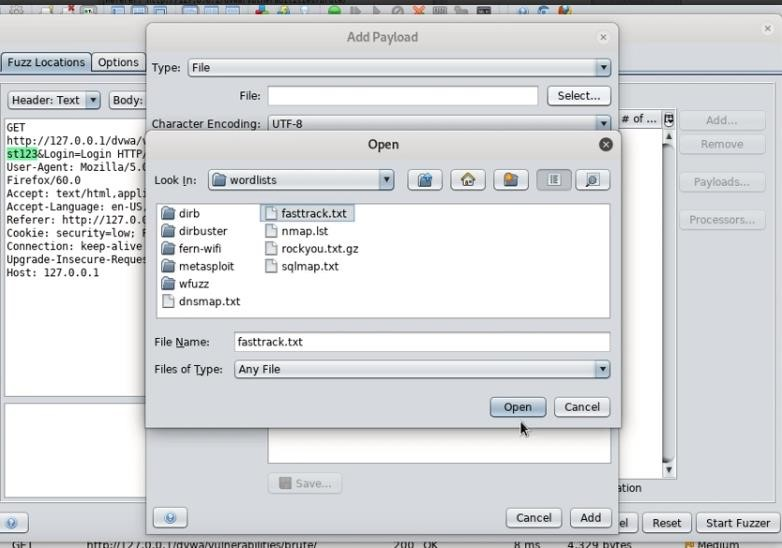 Add Payload
Fuzz Locations Options
Type: File
File: Select...
Header: Text Body:
Character Encoding: UTF-8
# of ...
Add...
Remove
Payloads...
Processors...
GET
http://127.0.0.1/dvwa/
st123&Login=Login HTTP/
User-Agent: Mozilla/5.0
Firefox/60.0
Accept: text/html,appli
Accept-Language: en-US,
Referer: http://127.0.0
Cookie: security=low;
Connection: keep-alive
Upgrade-Insecure-Reques
Host: 127.0.0.1
Open
Look In: wordlists
dirb
dirbuster
fern-wifi
metasploit
wfuzz
dnsmap.txt
fasttrack.txt
nmap.lst
rockyou.txt.gz
sqlmap.txt
File Name: fasttrack.txt
Files of Type: Any File
Open Cancel
Save...
Cancel Add
ation
el Reset Start Fuzzer
GET http://127.0.0.1/dvwa/vulnerabilities/brute/ 200 OK 8 ms 4,329 bytes Medium